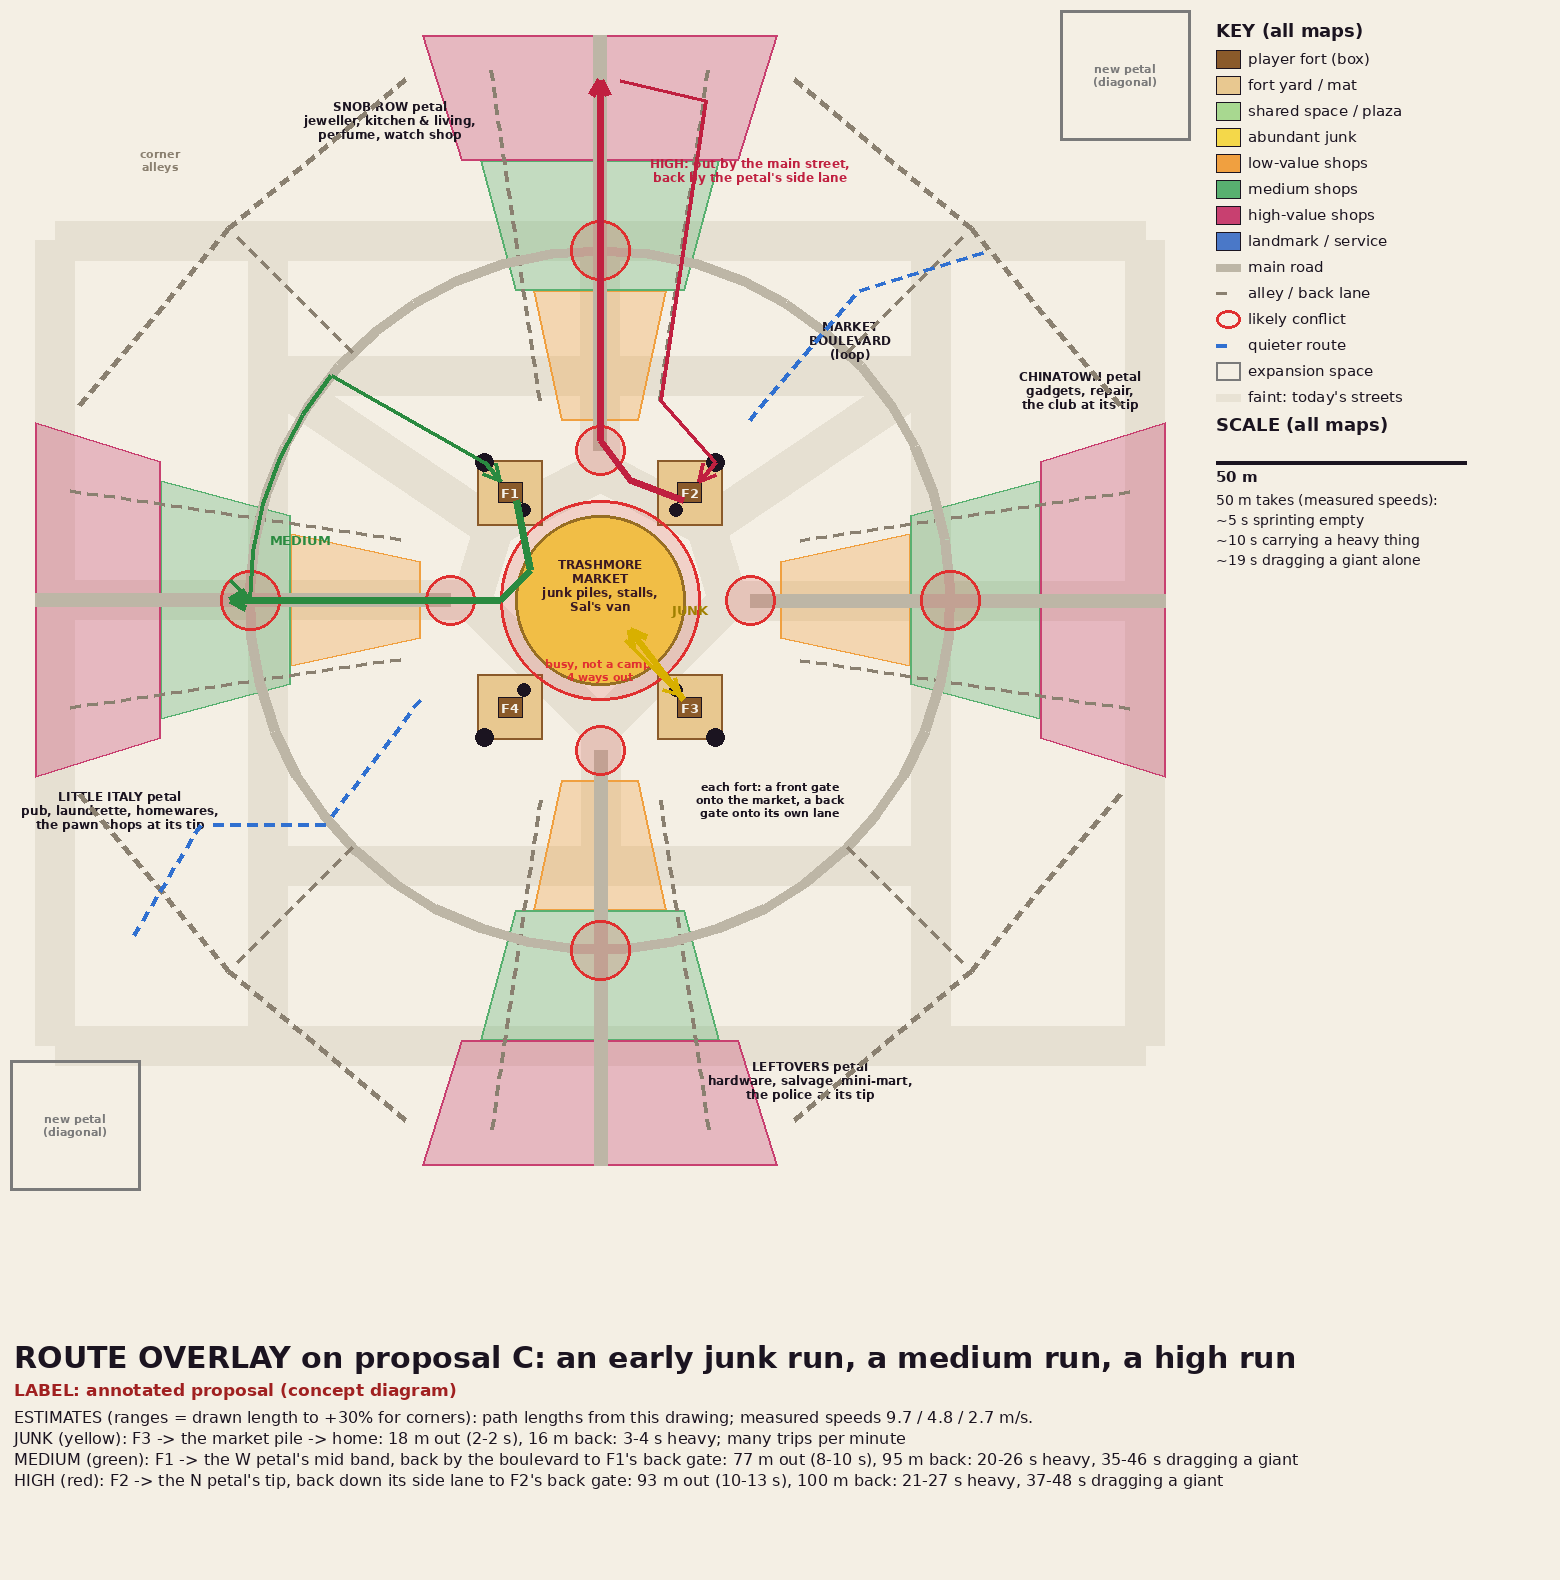 new petal
(diagonal)
KEY (all maps)
player fort (box)
fort yard / mat
shared space / plaza
abundant junk
low-value shops
medium shops
high-value shops
landmark / service
main road
alley / back lane
likely conflict
quieter route
expansion space
faint: today's streets
SCALE (all maps)
50 m
50 m takes (measured speeds):
~5 s sprinting empty
~10 s carrying a heavy thing
~19 s dragging a giant alone
SNOB ROW petal
jeweller, kitchen & living,
perfume, watch shop
corner
alleys
HIGH: out by the main street,
back by the petal's side lane
MARKET
BOULEVARD
(loop)
CHINATOWN petal
gadgets, repair,
the club at its tip
F1
F2
MEDIUM
TRASHMORE
MARKET
junk piles, stalls,
Sal's van
JUNK
busy, not a camp
4 ways out
F4
F3
LITTLE ITALY petal
pub, laundrette, homewares,
the pawn shops at its tip
each fort: a front gate
onto the market, a back
gate onto its own lane
LEFTOVERS petal
hardware, salvage, mini-mart,
the police at its tip
new petal
(diagonal)
ROUTE OVERLAY on proposal C: an early junk run, a medium run, a high run
LABEL: annotated proposal (concept diagram)
ESTIMATES (ranges = drawn length to +30% for corners): path lengths from this drawing; measured speeds 9.7 / 4.8 / 2.7 m/s.
JUNK (yellow): F3 -> the market pile -> home: 18 m out (2-2 s), 16 m back: 3-4 s heavy; many trips per minute
MEDIUM (green): F1 -> the W petal's mid band, back by the boulevard to F1's back gate: 77 m out (8-10 s), 95 m back: 20-26 s heavy, 35-46 s dragging a giant
HIGH (red): F2 -> the N petal's tip, back down its side lane to F2's back gate: 93 m out (10-13 s), 100 m back: 21-27 s heavy, 37-48 s dragging a giant